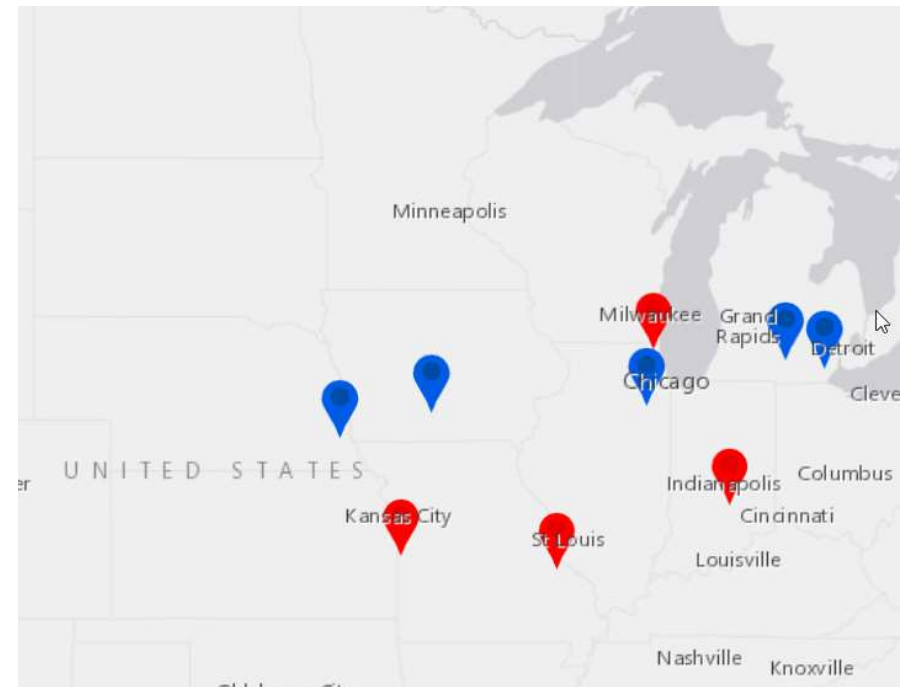 Minneapolis
Milwaukee
Grand
Rapids
Detroit
Chicago
Cleve
UNITED STATES
er
Columbus
Indianapolis
Kansas City
Cincinnati
St Louis
Louisville
Nashville
Knoxville